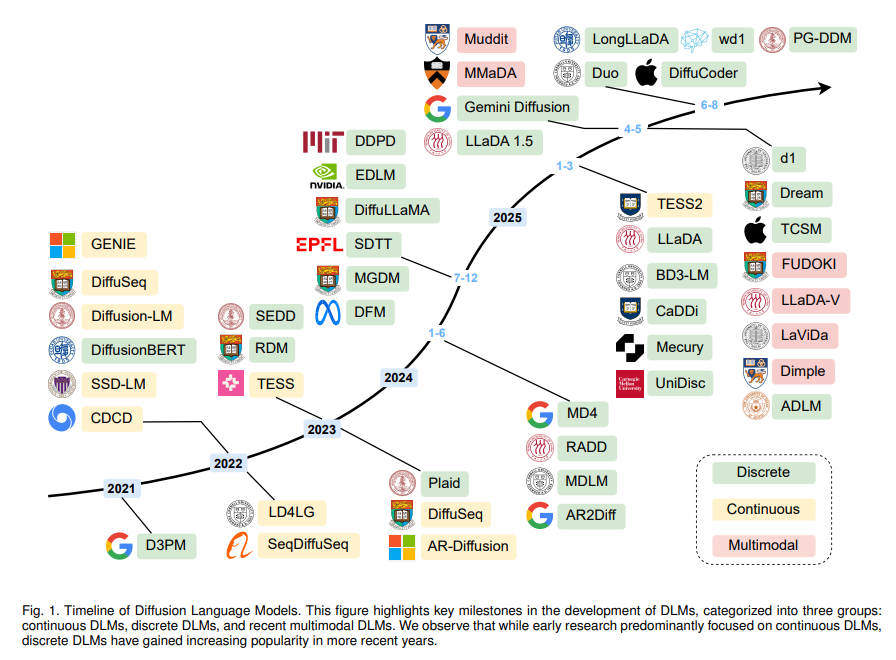 Muddit
LongLLaDA
wd1
PG-DDM
MMaDA
Duo
DiffuCoder
Gemini Diffusion
LLaDA 1.5
6-8
4-5
1-3
MIT
DDPD
NVIDIA.
EDLM
DiffuLLaMA
EPFL
SDTT
MGDM
DFM
7-12
1-6
2025
d1
Dream
TCSM
FUDOKI
LLaDA-V
LaViDa
Dimple
ADLM
TESS2
LLaDA
BD3-LM
CaDDi
Mecury
Carnegie
Mellon
University
UniDisc
GENIE
DiffuSeq
Diffusion-LM
DiffusionBERT
SSD-LM
CDCD
SEDD
RDM
TESS
2024
2023
2022
2021
MD4
RADD
MDLM
AR2Diff
Plaid
DiffuSeq
AR-Diffusion
LD4LG
SeqDiffuSeq
D3PM
Discrete
Continuous
Multimodal
Fig. 1. Timeline of Diffusion Language Models. This figure highlights key milestones in the development of DLMs, categorized into three groups:
continuous DLMs, discrete DLMs, and recent multimodal DLMs. We observe that while early research predominantly focused on continuous DLMs,
discrete DLMs have gained increasing popularity in more recent years.